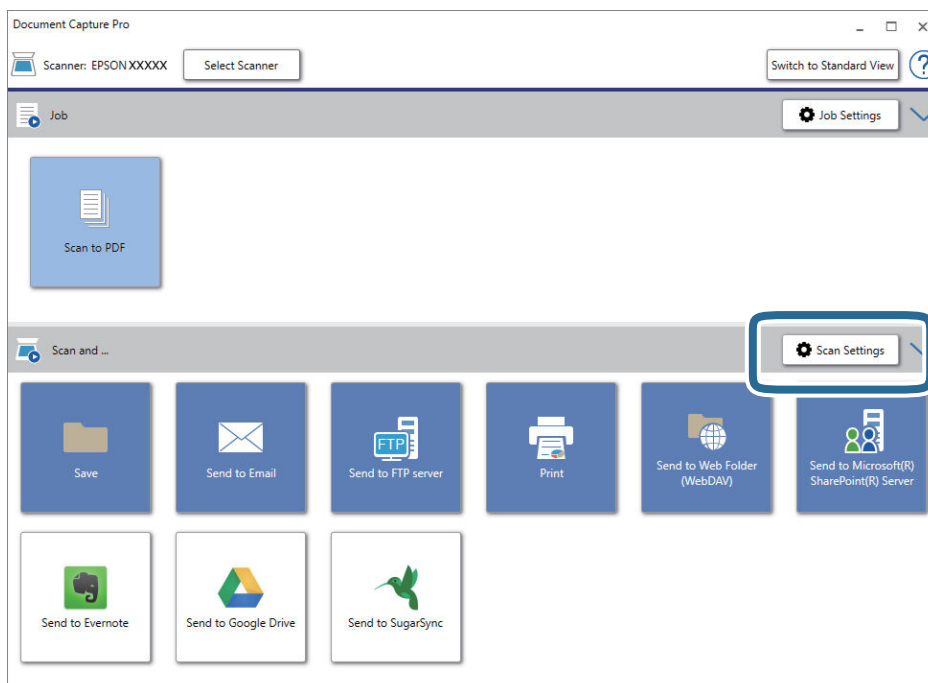 Document Capture Pro
Scanner: EPSON XXXXX
Select Scanner
Switch to Standard View
?
Job
Job Settings
Scan to PDF
Scan and ...
Scan Settings
Save
Send to Email
FTP
Send to FTP server
Print
Send to Web Folder
(WebDAV)
Send to Microsoft(R)
SharePoint(R) Server
Send to Evernote
Send to Google Drive
Send to SugarSync